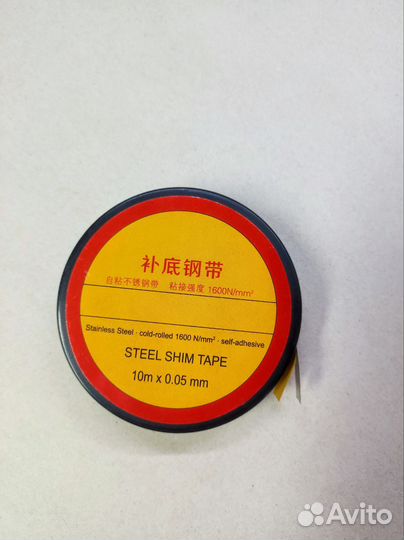 补底钢带
自粘不锈钢带 粘接强度 1600N/mm²
Stainless Steel · cold-rolled 1600 N/mm² · self-adhesive
STEEL SHIM TAPE
10m x 0.05 mm
Avito